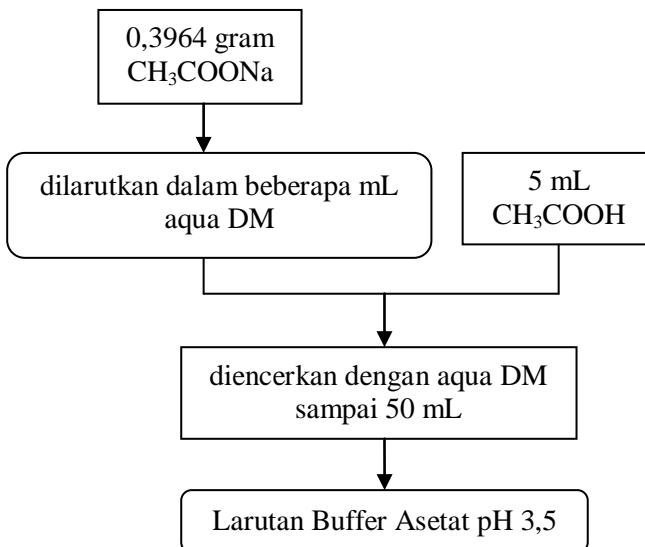 0,3964 gram
CH₃COONa
dilarutkan dalam beberapa mL
aqua DM
5 mL
CH₃COOH
diencerkan dengan aqua DM
sampai 50 mL
Larutan Buffer Asetat pH 3,5